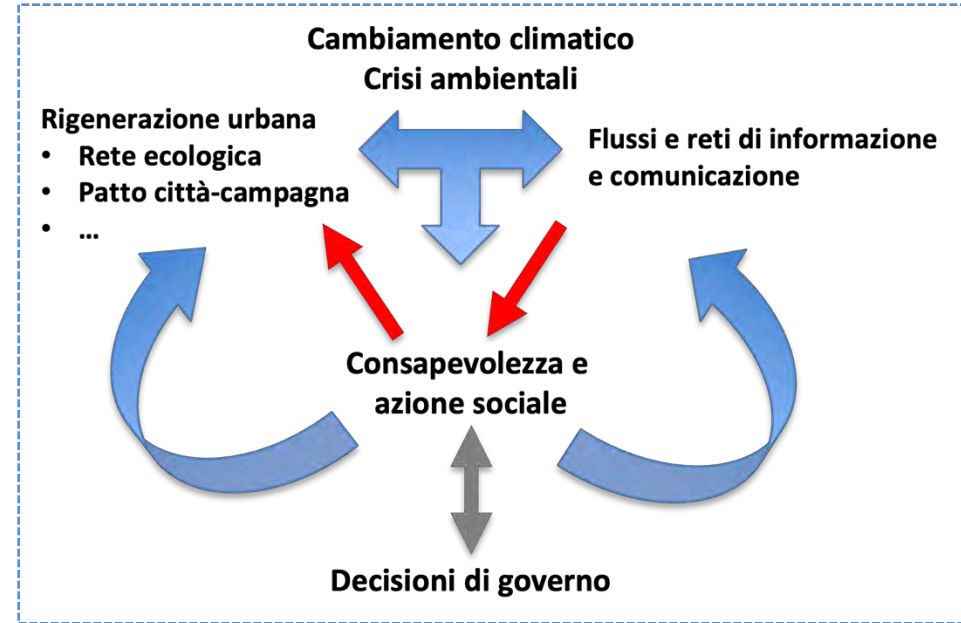 Cambiamento climatico
Crisi ambientali
Rigenerazione urbana
• Rete ecologica
• Patto città-campagna
• ...
Flussi e reti di informazione
e comunicazione
Consapevolezza e
azione sociale
Decisioni di governo